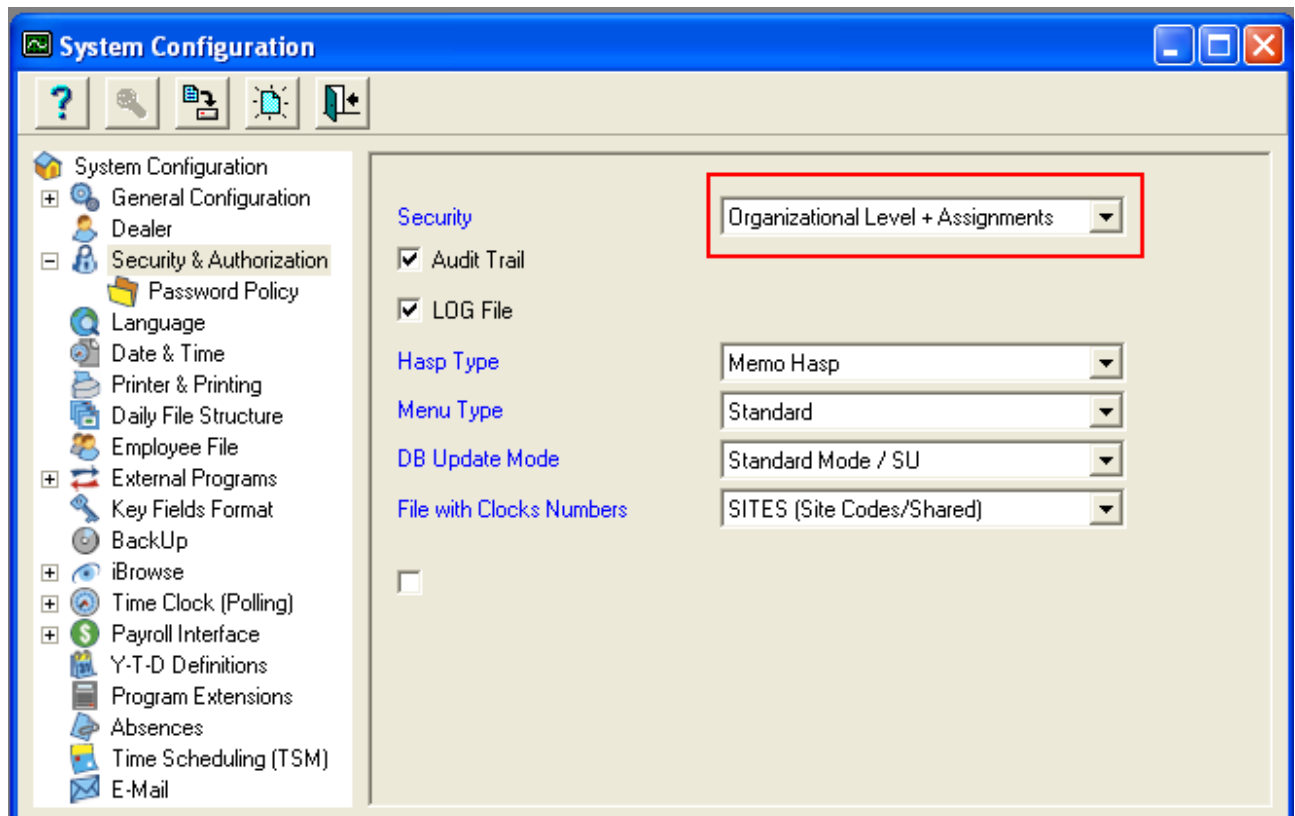 System Configuration
?
System Configuration
General Configuration
Dealer
Security & Authorization
Password Policy
Language
Date & Time
Printer & Printing
Daily File Structure
Employee File
External Programs
Key Fields Format
BackUp
iBrowse
Time Clock (Polling)
Payroll Interface
Y-T-D Definitions
Program Extensions
Absences
Time Scheduling (TSM)
E-Mail
Security Organizational Level + Assignments
Audit Trail
LOG File
Hasp Type Memo Hasp
Menu Type Standard
DB Update Mode Standard Mode / SU
File with Clocks Numbers SITES (Site Codes/Shared)